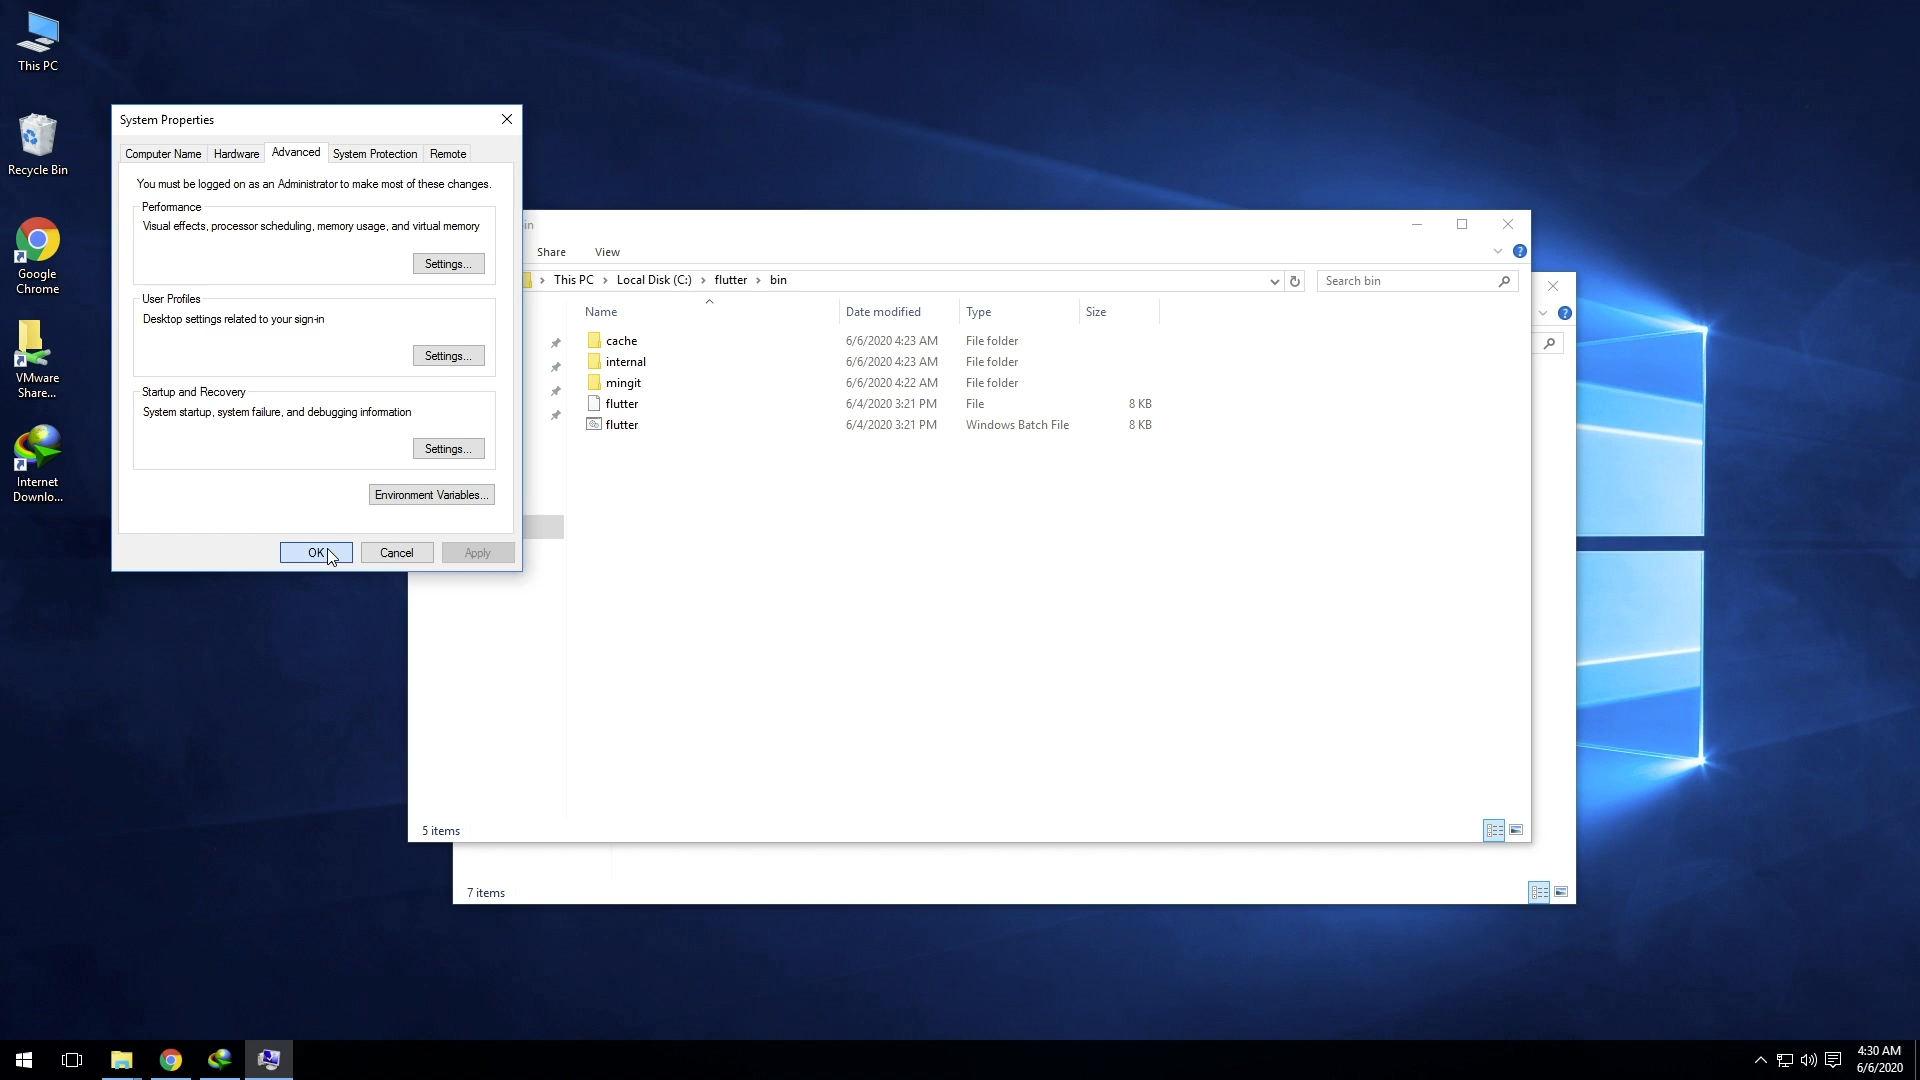 This PC
Recycle Bin
Google
Chrome
VMware
Share...
Internet
Downlo...
System Properties
Computer Name
Hardware
Advanced
System Protection
Remote
You must be logged on as an Administrator to make most of these changes.
Performance
Visual effects, processor scheduling, memory usage, and virtual memory
Settings...
User Profiles
Desktop settings related to your sign-in
Settings...
Startup and Recovery
System startup, system failure, and debugging information
Settings...
Environment Variables...
OK
Cancel
Apply
in
Share
View
This PC
Local Disk (C:)
flutter
bin
Search bin
Name
Date modified
Type
Size
cache 6/6/2020 4:23 AM File folder
internal 6/6/2020 4:23 AM File folder
mingit 6/6/2020 4:22 AM File folder
flutter 6/4/2020 3:21 PM File 8 KB
flutter 6/4/2020 3:21 PM Windows Batch File 8 KB
5 items
7 items
4:30 AM
6/6/2020